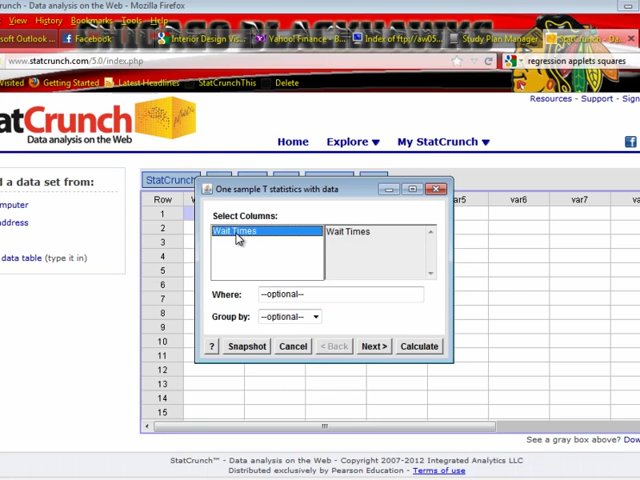 - Data analysis on the Web - Mozilla Firefox
View History Bookmarks Tools Help
soft Outlook ... Facebook Interior Design Vis... Yahoo! Finance - B... Index of ftp://aw05... Study Plan Manager StatCrunch - Da...
www.statcrunch.com/5.0/index.php
regression applets squares
Getting Started Latest Headlines StatCrunchThis Delete
Resources - Support - Sign
atCrunch
Data analysis on the Web
Home Explore My StatCrunch
d a data set from:
omputer
address
data table (type it in)
StatCrunch
Row W var5 var6 var7 va
1
2
3
4
5
6
7
8
9
10
11
12
13
14
15
One sample T statistics with data
Select Columns:
Wait Times
Wait Times
Where: --optional--
Group by: --optional--
? Snapshot Cancel < Back Next > Calculate
See a gray box above? Dow
StatCrunch™ - Data analysis on the Web - Copyright 2007-2012 Integrated Analytics LLC
Distributed exclusively by Pearson Education - Terms of use